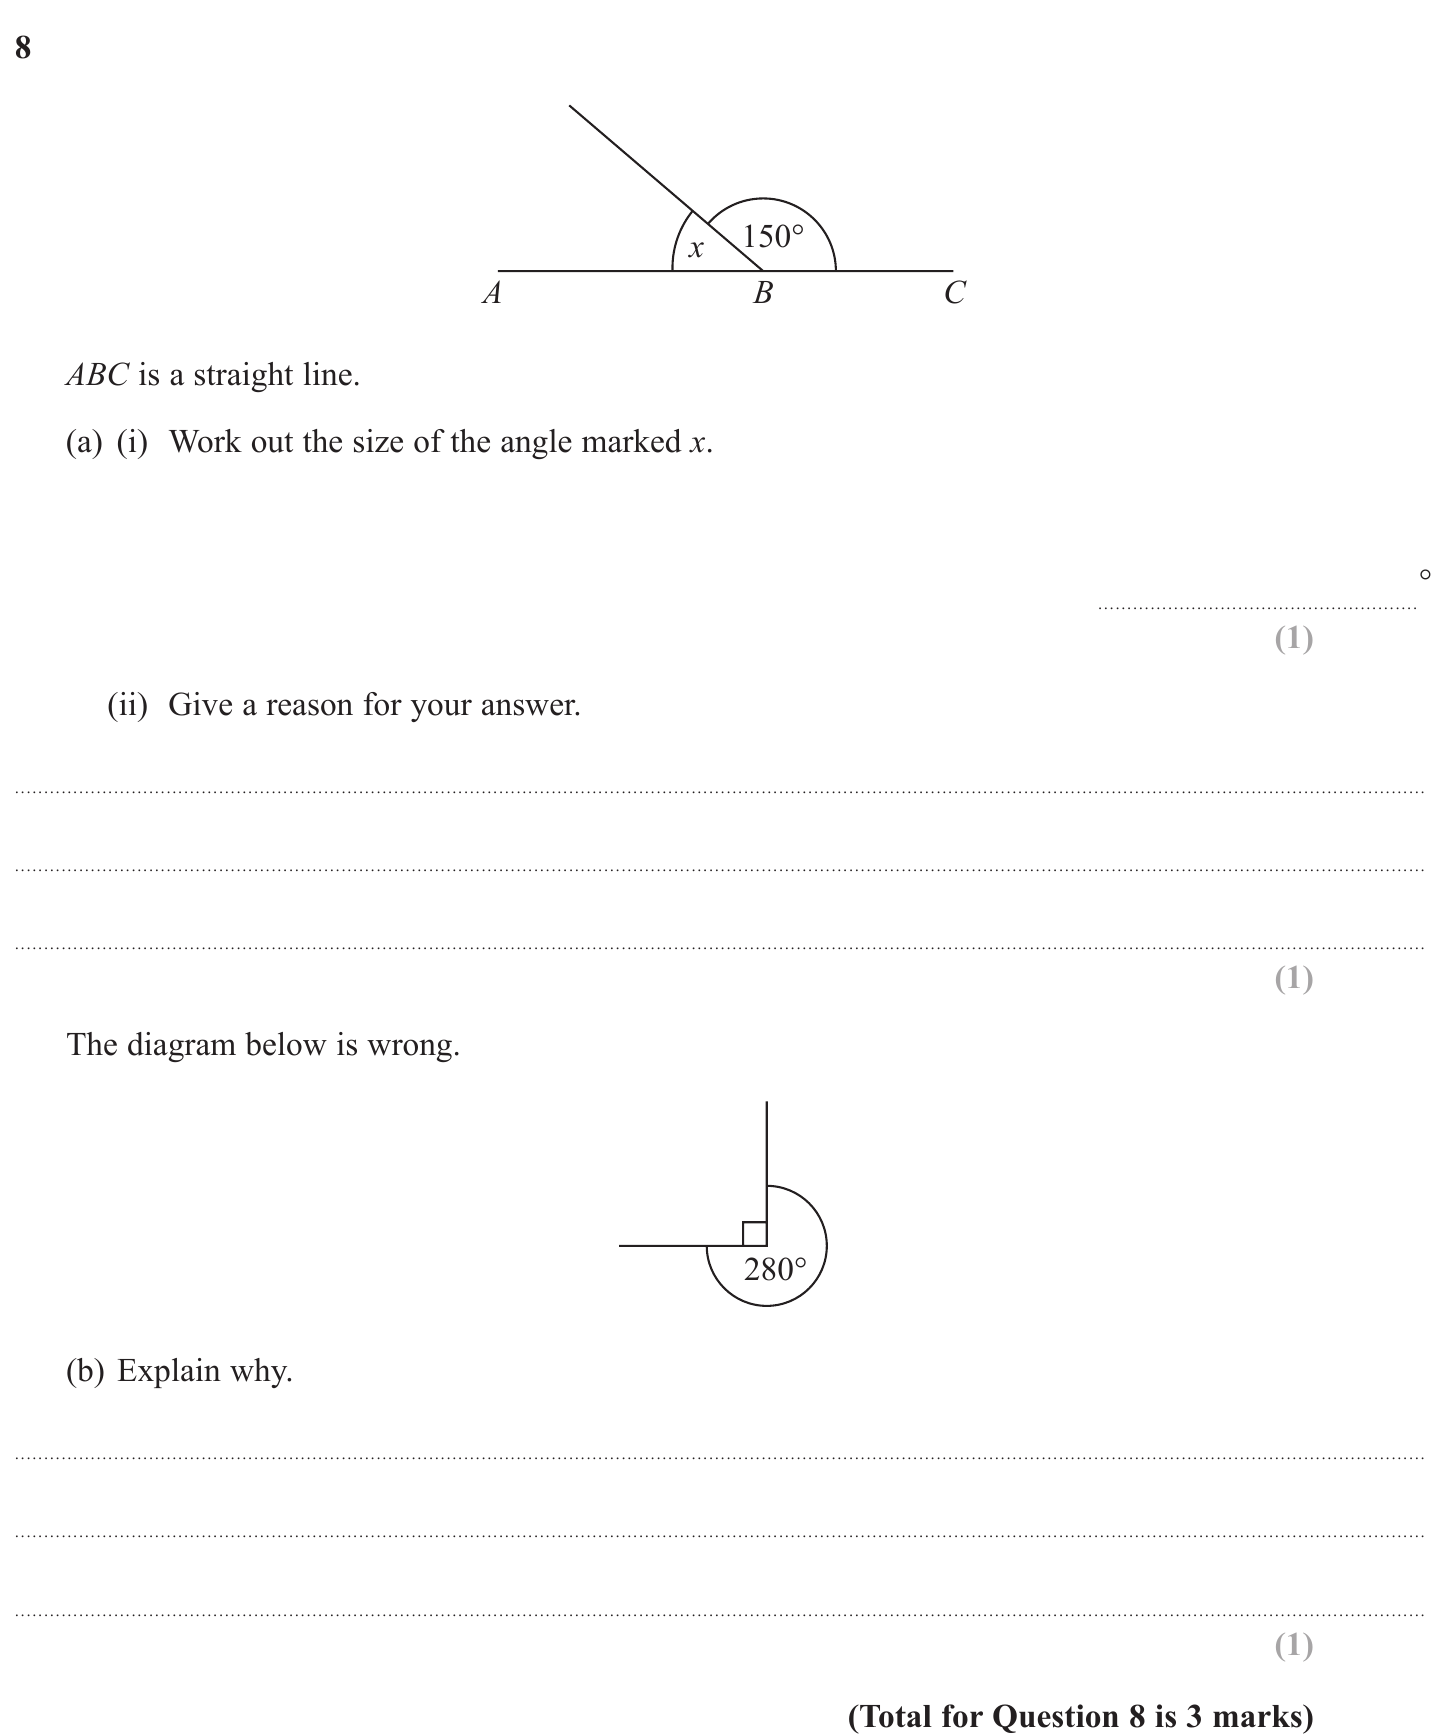 8
x
150°
A B C
ABC is a straight line.
(a) (i) Work out the size of the angle marked x.
°
(1)
(ii) Give a reason for your answer.
(1)
The diagram below is wrong.
280°
(b) Explain why.
(1)
(Total for Question 8 is 3 marks)